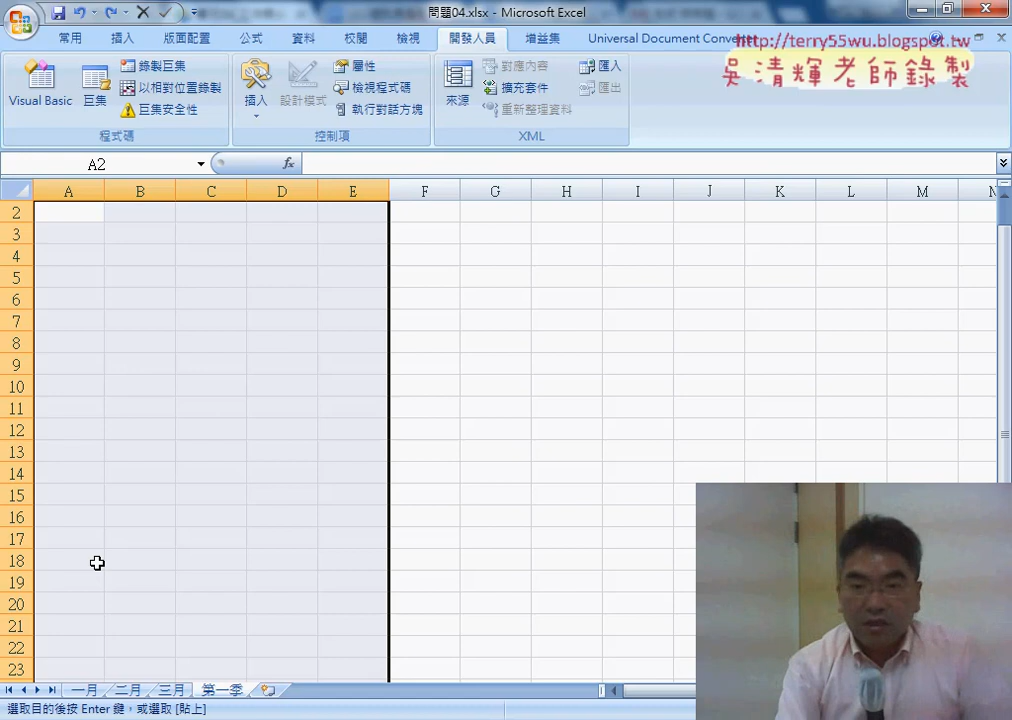 問題04.xlsx - Microsoft Excel
常用 插入 版面配置 公式 資料 校閱 檢視 開發人員 增益集 Universal Document Conve
http://terry55wu.blogspot.tw
吳清輝老師錄製
Visual Basic 巨集 錄製巨集 以相對位置錄製 巨集安全性 程式碼
插入 設計模式 屬性 檢視程式碼 執行對話方塊 控制項
來源 對應內容 擴充套件 重新整理資料 匯入 匯出 XML
A2 fx
A B C D E F G H I J K L M N
2
3
4
5
6
7
8
9
10
11
12
13
14
15
16
17
18
19
20
21
22
23
一月 二月 三月 第一季
選取目的後按 Enter 鍵，或選取 [貼上]